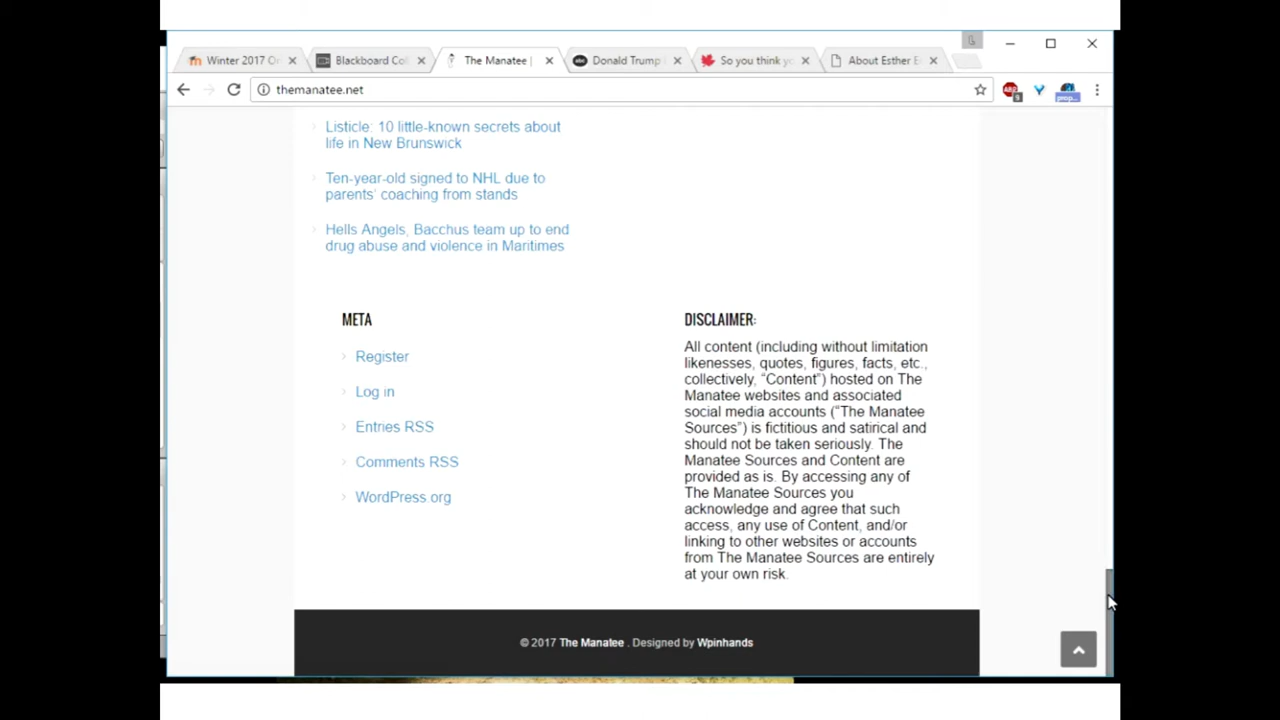 Winter 2017 O
Blackboard Col
The Manatee |
Donald Trump
So you think yo
About Esther E
themanatee.net
Listicle: 10 little-known secrets about
life in New Brunswick
Ten-year-old signed to NHL due to
parents' coaching from stands
Hells Angels, Bacchus team up to end
drug abuse and violence in Maritimes
META
Register
Log in
Entries RSS
Comments RSS
WordPress.org
DISCLAIMER:
All content (including without limitation
likenesses, quotes, figures, facts, etc.,
collectively, “Content”) hosted on The
Manatee websites and associated
social media accounts (“The Manatee
Sources”) is fictitious and satirical and
should not be taken seriously. The
Manatee Sources and Content are
provided as is. By accessing any of
The Manatee Sources you
acknowledge and agree that such
access, any use of Content, and/or
linking to other websites or accounts
from The Manatee Sources are entirely
at your own risk.
© 2017 The Manatee . Designed by Wpinhands